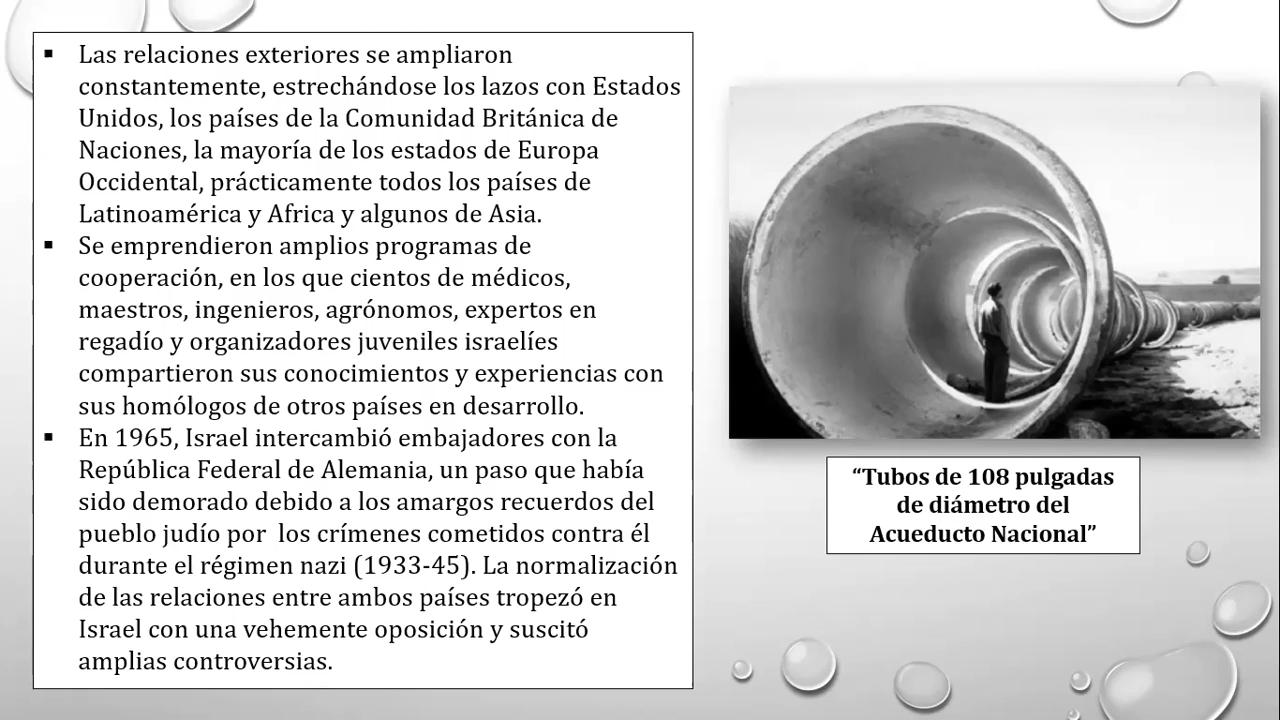 ▪ Las relaciones exteriores se ampliaron
constantemente, estrechándose los lazos con Estados
Unidos, los países de la Comunidad Británica de
Naciones, la mayoría de los estados de Europa
Occidental, prácticamente todos los países de
Latinoamérica y Africa y algunos de Asia.
▪ Se emprendieron amplios programas de
cooperación, en los que cientos de médicos,
maestros, ingenieros, agrónomos, expertos en
regadío y organizadores juveniles israelíes
compartieron sus conocimientos y experiencias con
sus homólogos de otros países en desarrollo.
▪ En 1965, Israel intercambió embajadores con la
República Federal de Alemania, un paso que había
sido demorado debido a los amargos recuerdos del
pueblo judío por  los crímenes cometidos contra él
durante el régimen nazi (1933-45). La normalización
de las relaciones entre ambos países tropezó en
Israel con una vehemente oposición y suscitó
amplias controversias.
“Tubos de 108 pulgadas
de diámetro del
Acueducto Nacional”